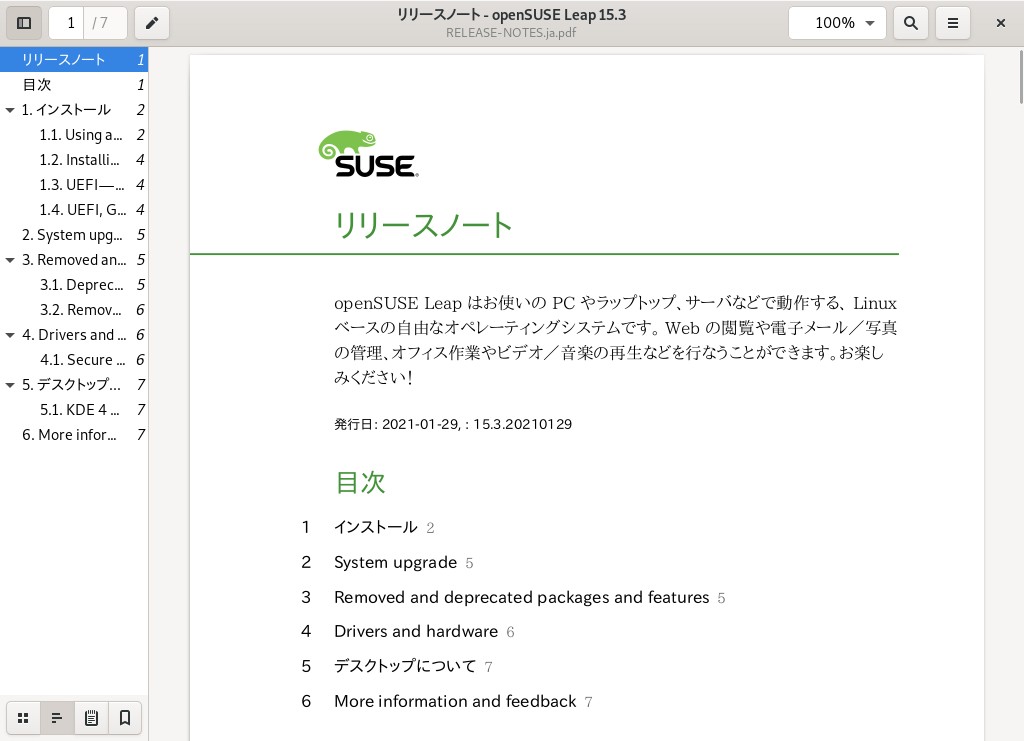 1 / 7
リリースノート - openSUSE Leap 15.3
RELEASE-NOTES.ja.pdf
100%
リリースノート 1
目次 1
1. インストール 2
1.1. Using a… 2
1.2. Installi… 4
1.3. UEFI—… 4
1.4. UEFI, G… 4
2. System upg… 5
3. Removed an… 5
3.1. Deprec… 5
3.2. Remov… 6
4. Drivers and … 6
4.1. Secure … 6
5. デスクトップ… 7
5.1. KDE 4 … 7
6. More infor… 7
SUSE
リリースノート
openSUSE Leap はお使いの PC やラップトップ、サーバなどで動作する、 Linux
ベースの自由なオペレーティングシステムです。 Web の閲覧や電子メール／写真
の管理、オフィス作業やビデオ／音楽の再生などを行なうことができます。お楽し
みください！
発行日: 2021-01-29, : 15.3.20210129
目次
1 インストール 2
2 System upgrade 5
3 Removed and deprecated packages and features 5
4 Drivers and hardware 6
5 デスクトップについて 7
6 More information and feedback 7